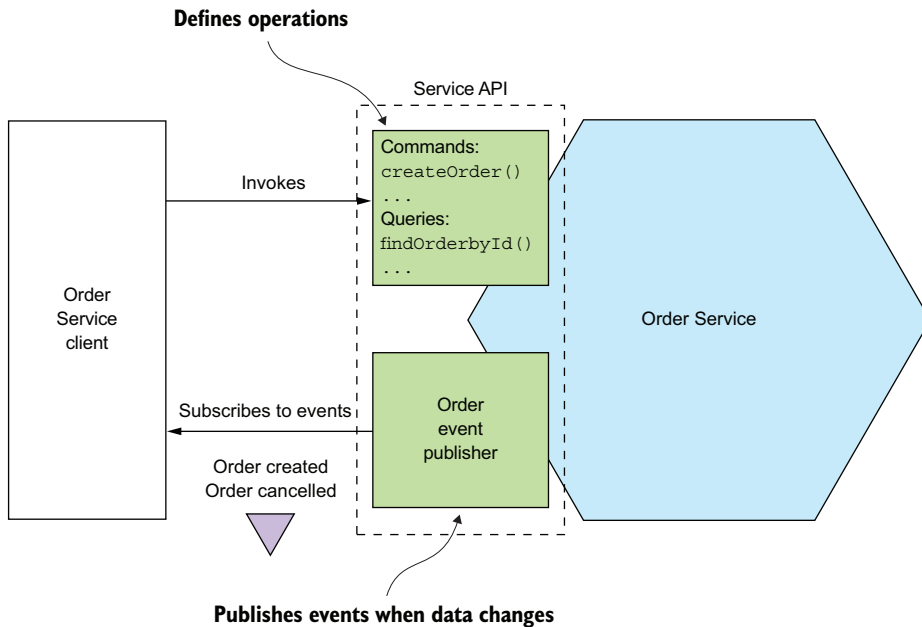 Defines operations
Service API
Commands:
createOrder()
...
Queries:
findOrderbyId()
...
Invokes
Order
Service
client
Order Service
Subscribes to events
Order
event
publisher
Order created
Order cancelled
Publishes events when data changes